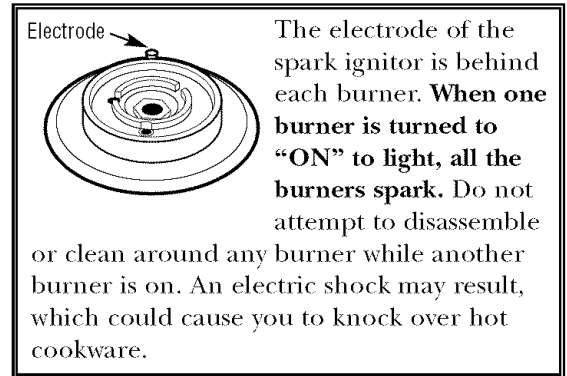 Electrode
The electrode of the
spark ignitor is behind
each burner. When one
burner is turned to
“ON” to light, all the
burners spark. Do not
attempt to disassemble
or clean around any burner while another
burner is on. An electric shock may result,
which could cause you to knock over hot
cookware.